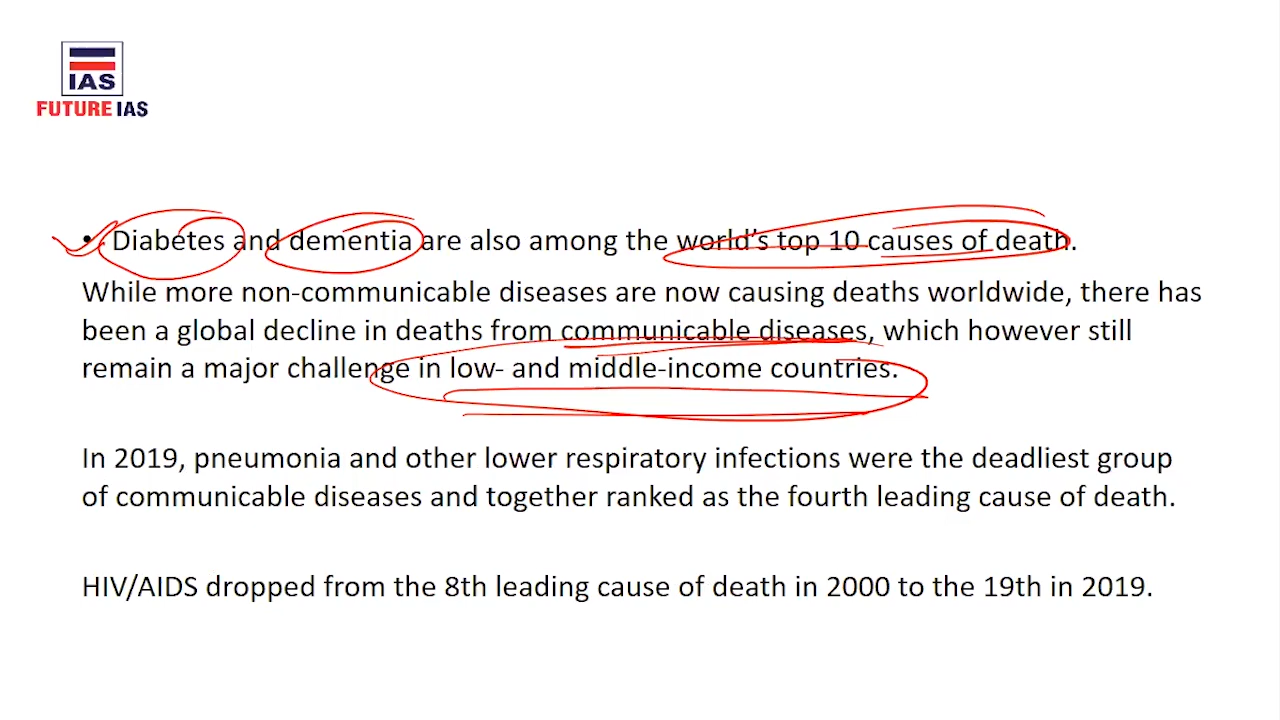 IAS
FUTURE IAS
• Diabetes and dementia are also among the world's top 10 causes of death.
While more non-communicable diseases are now causing deaths worldwide, there has
been a global decline in deaths from communicable diseases, which however still
remain a major challenge in low- and middle-income countries.
In 2019, pneumonia and other lower respiratory infections were the deadliest group
of communicable diseases and together ranked as the fourth leading cause of death.
HIV/AIDS dropped from the 8th leading cause of death in 2000 to the 19th in 2019.